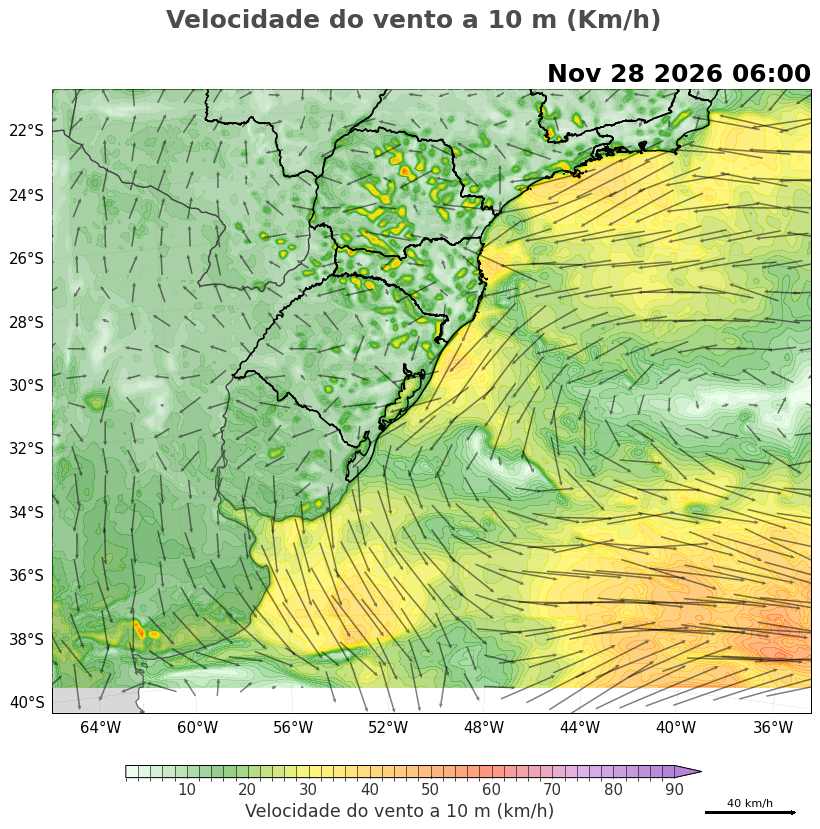 Velocidade do vento a 10 m (Km/h)
Nov 28 2026 06:00
22°S
24°S
26°S
28°S
30°S
32°S
34°S
36°S
38°S
40°S
64°W 60°W 56°W 52°W 48°W 44°W 40°W 36°W
10 20 30 40 50 60 70 80 90
Velocidade do vento a 10 m (km/h)
40 km/h